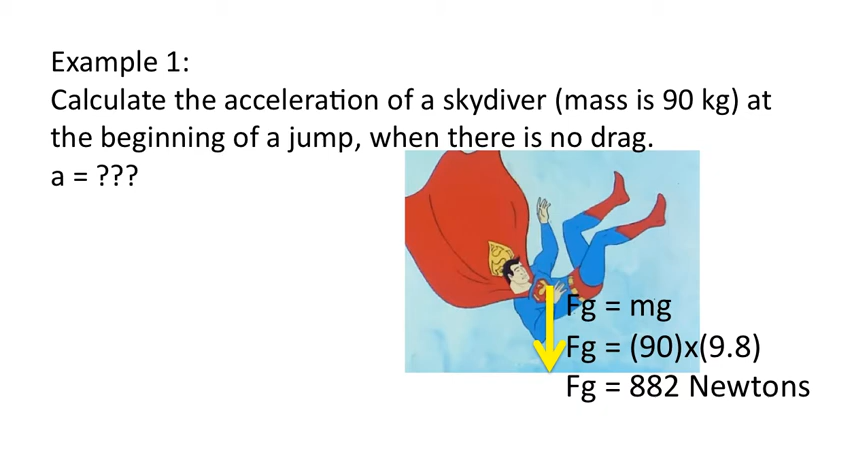 Example 1:
Calculate the acceleration of a skydiver (mass is 90 kg) at
the beginning of a jump, when there is no drag.
a = ???
Fg = mg
Fg = (90)x(9.8)
Fg = 882 Newtons